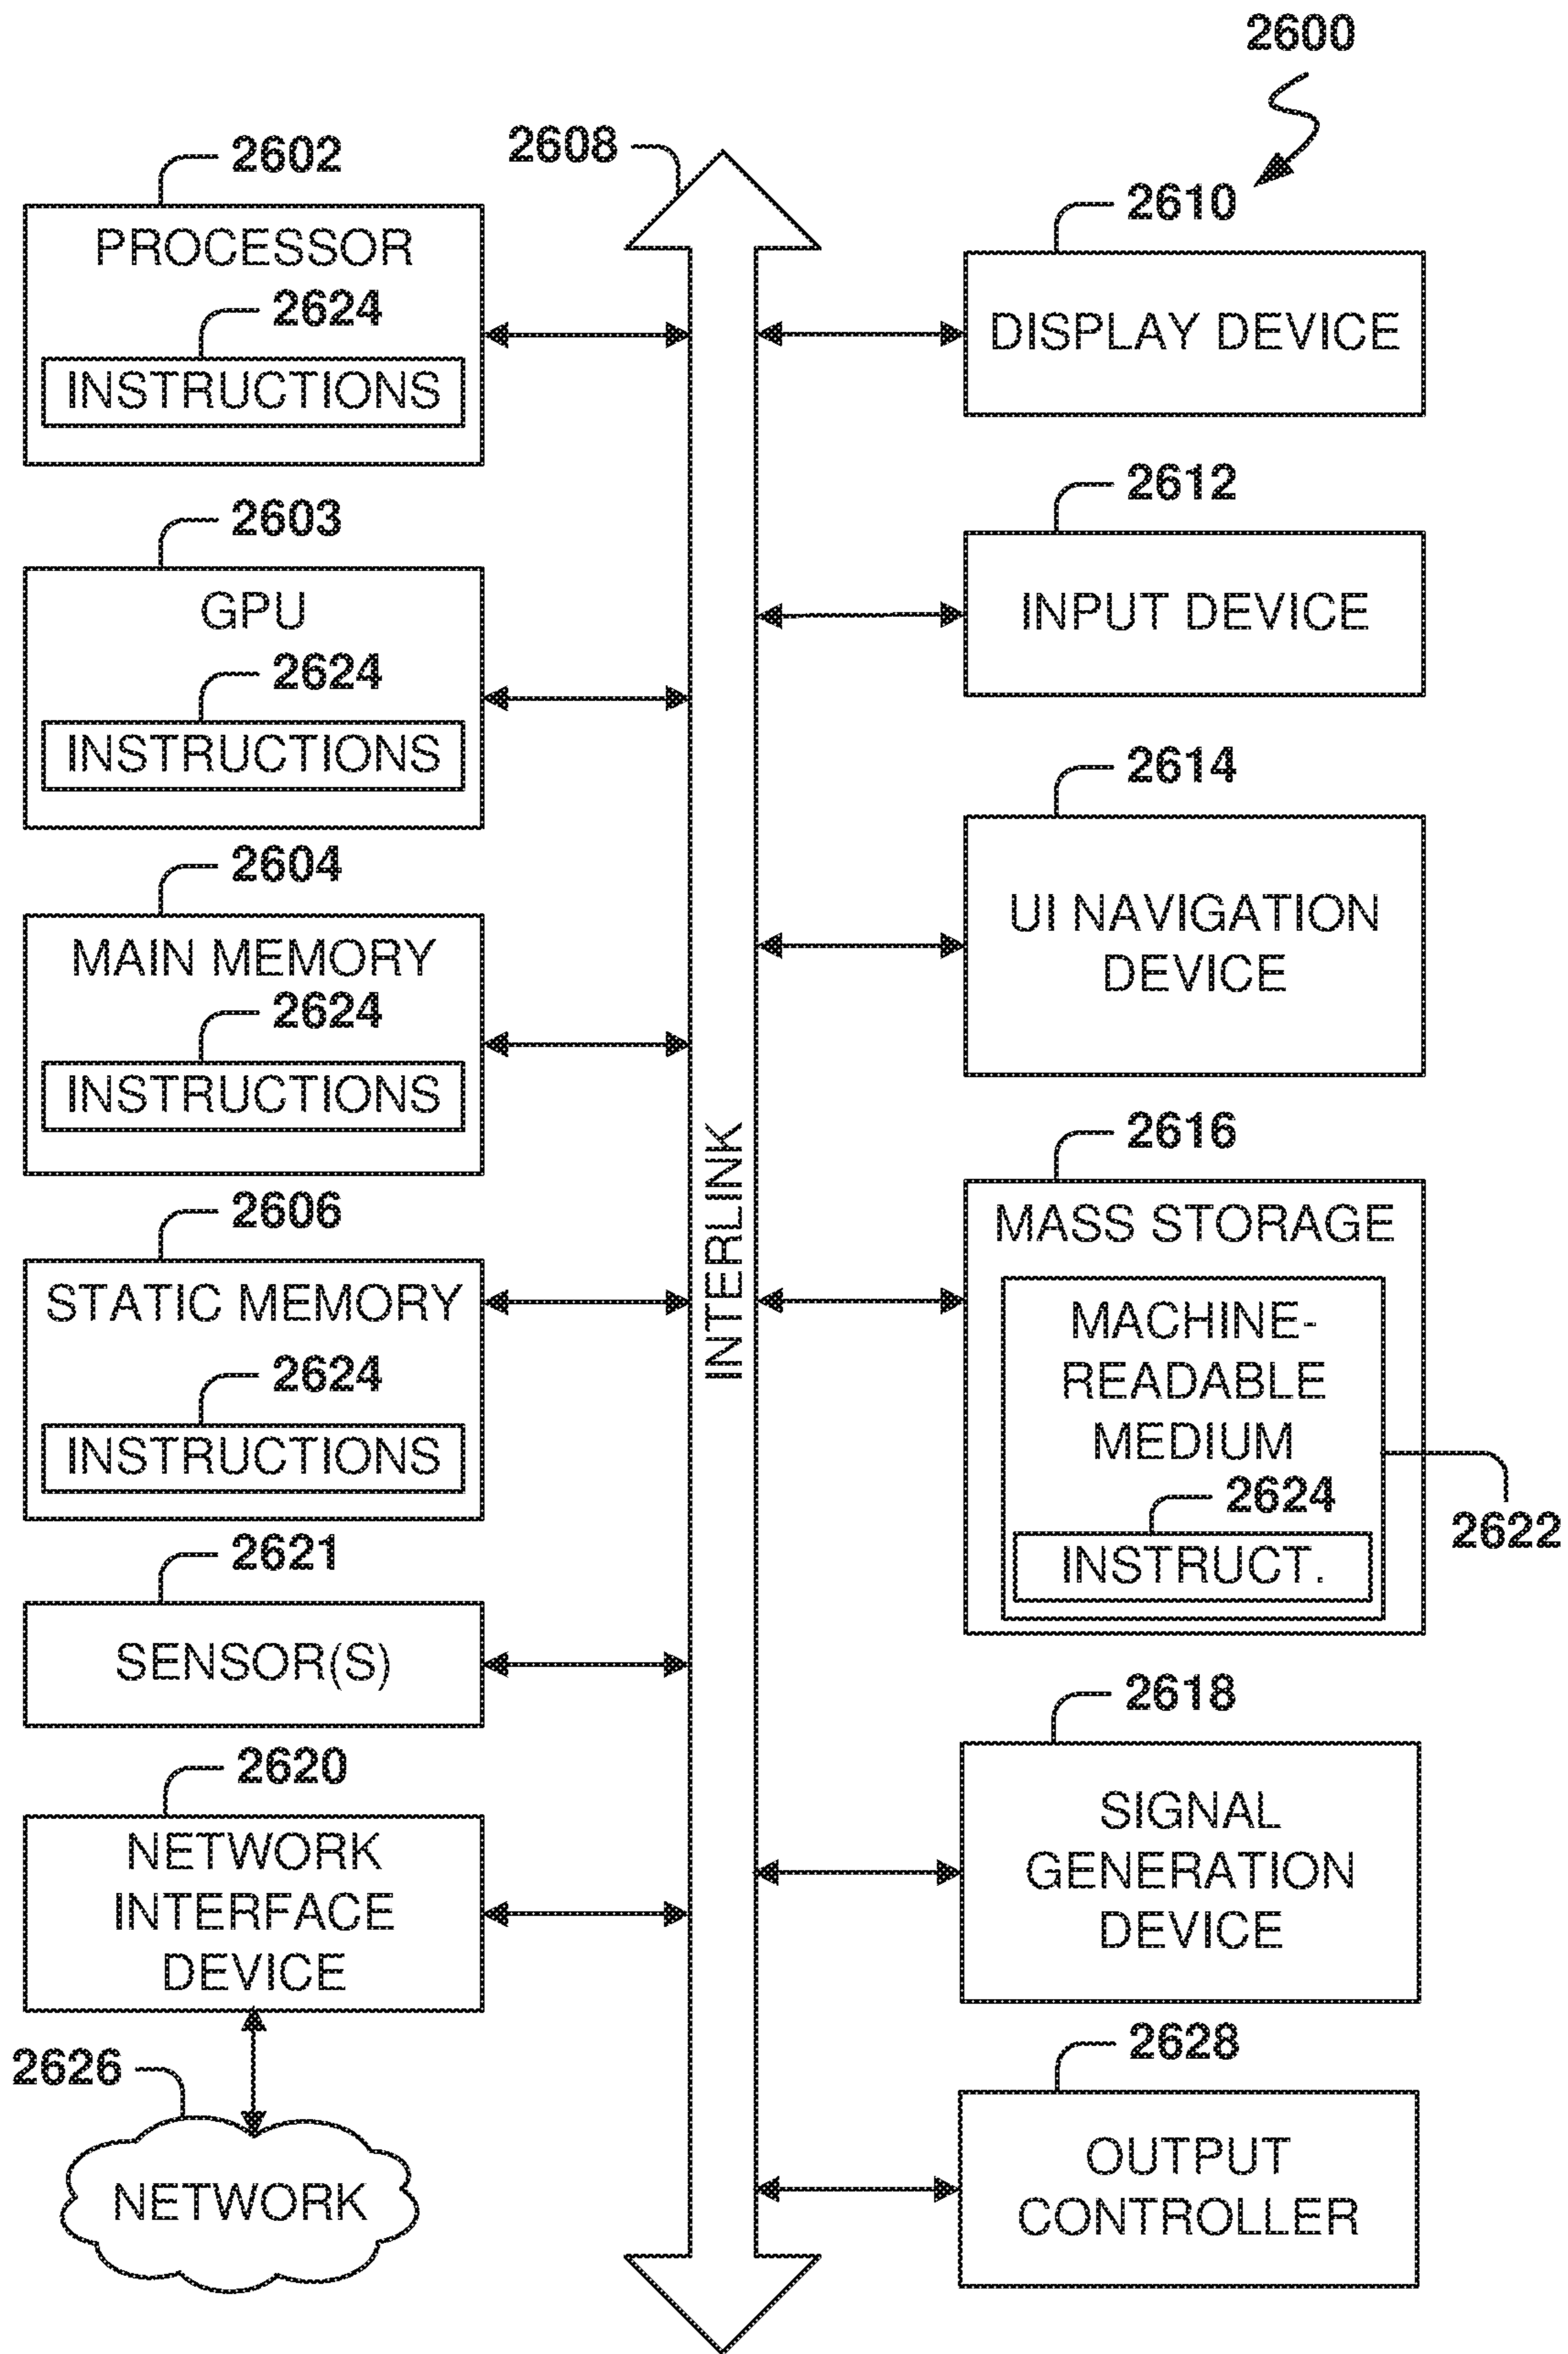 2600
2608
2602
PROCESSOR
2624
INSTRUCTIONS
2603
GPU
2624
INSTRUCTIONS
2604
MAIN MEMORY
2624
INSTRUCTIONS
2606
STATIC MEMORY
2624
INSTRUCTIONS
2621
SENSOR(S)
2620
NETWORK
INTERFACE
DEVICE
2626
NETWORK
INTERLINK
2610
DISPLAY DEVICE
2612
INPUT DEVICE
2614
UI NAVIGATION
DEVICE
2616
MASS STORAGE
MACHINE-
READABLE
MEDIUM
2624
INSTRUCT.
2622
2618
SIGNAL
GENERATION
DEVICE
2628
OUTPUT
CONTROLLER